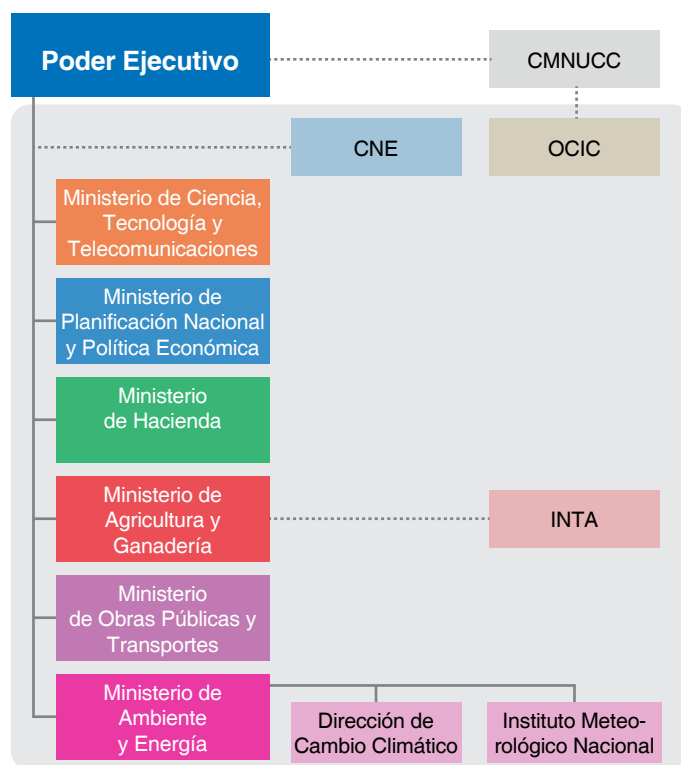 Poder Ejecutivo
CMNUCC
CNE
OCIC
Ministerio de Ciencia,
Tecnología y
Telecomunicaciones
Ministerio de
Planificación Nacional
y Política Económica
Ministerio
de Hacienda
Ministerio de
Agricultura y
Ganadería
INTA
Ministerio
de Obras Públicas y
Transportes
Ministerio de
Ambiente
y Energía
Dirección de
Cambio Climático
Instituto Meteo-
rológico Nacional